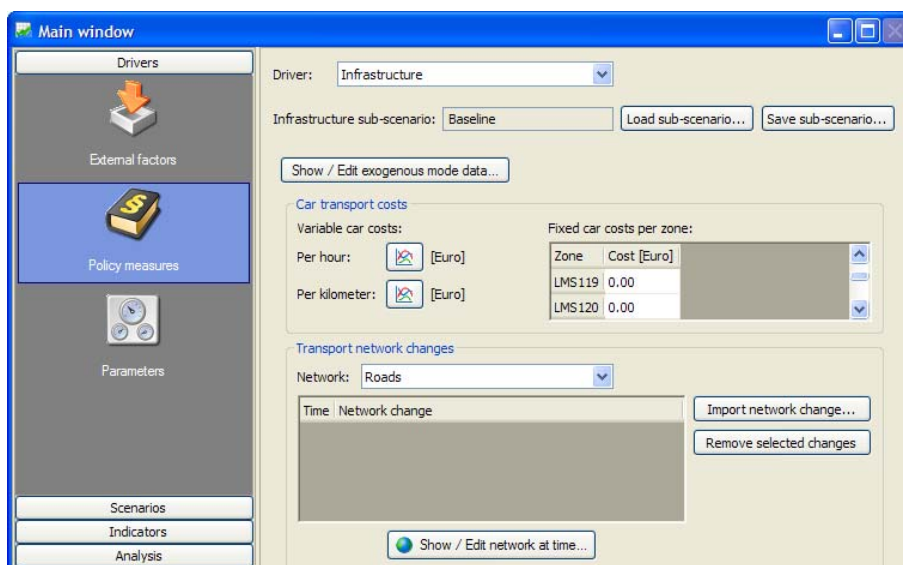 Main window
Drivers
External factors
Policy measures
Parameters
Scenarios
Indicators
Analysis
Driver: Infrastructure
Infrastructure sub-scenario: Baseline Load sub-scenario... Save sub-scenario...
Show / Edit exogenous mode data...
Car transport costs
Variable car costs: Fixed car costs per zone:
Per hour: [Euro]
Per kilometer: [Euro]
Zone Cost [Euro]
LMS119 0.00
LMS120 0.00
Transport network changes
Network: Roads
Time Network change
Import network change...
Remove selected changes
Show / Edit network at time...